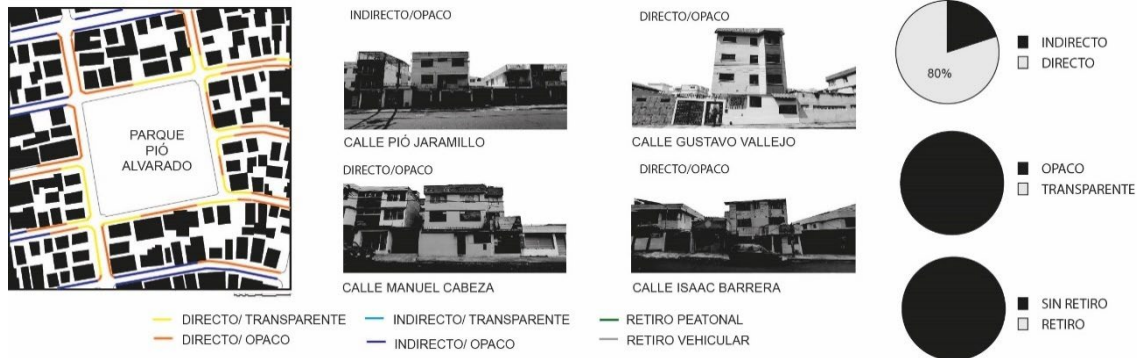 PARQUE
PIÓ
ALVARADO
INDIRECTO/OPACO
CALLE PIÓ JARAMILLO
DIRECTO/OPACO
CALLE GUSTAVO VALLEJO
DIRECTO/OPACO
CALLE MANUEL CABEZA
DIRECTO/OPACO
CALLE ISAAC BARRERA
80%
INDIRECTO
DIRECTO
OPACO
TRANSPARENTE
SIN RETIRO
RETIRO
DIRECTO/ TRANSPARENTE
INDIRECTO/ TRANSPARENTE
RETIRO PEATONAL
DIRECTO/ OPACO
INDIRECTO/ OPACO
RETIRO VEHICULAR